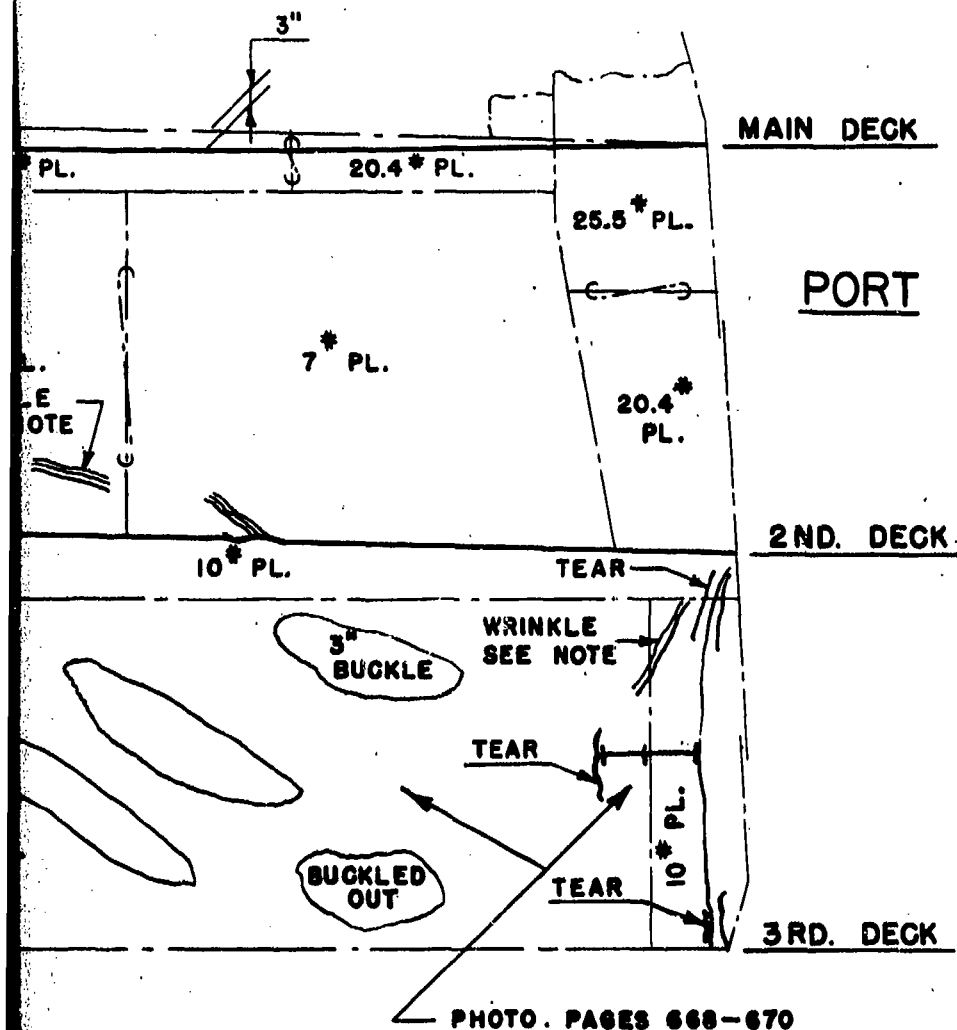 3"
MAIN DECK
# PL.
20.4# PL.
25.5# PL.
PORT
7# PL.
L.
E
OTE
20.4#
PL.
2ND. DECK
10# PL.
TEAR
WRINKLE
SEE NOTE
3"
BUCKLE
TEAR
10# PL.
BUCKLED
OUT
TEAR
3RD. DECK
PHOTO. PAGES 668-670